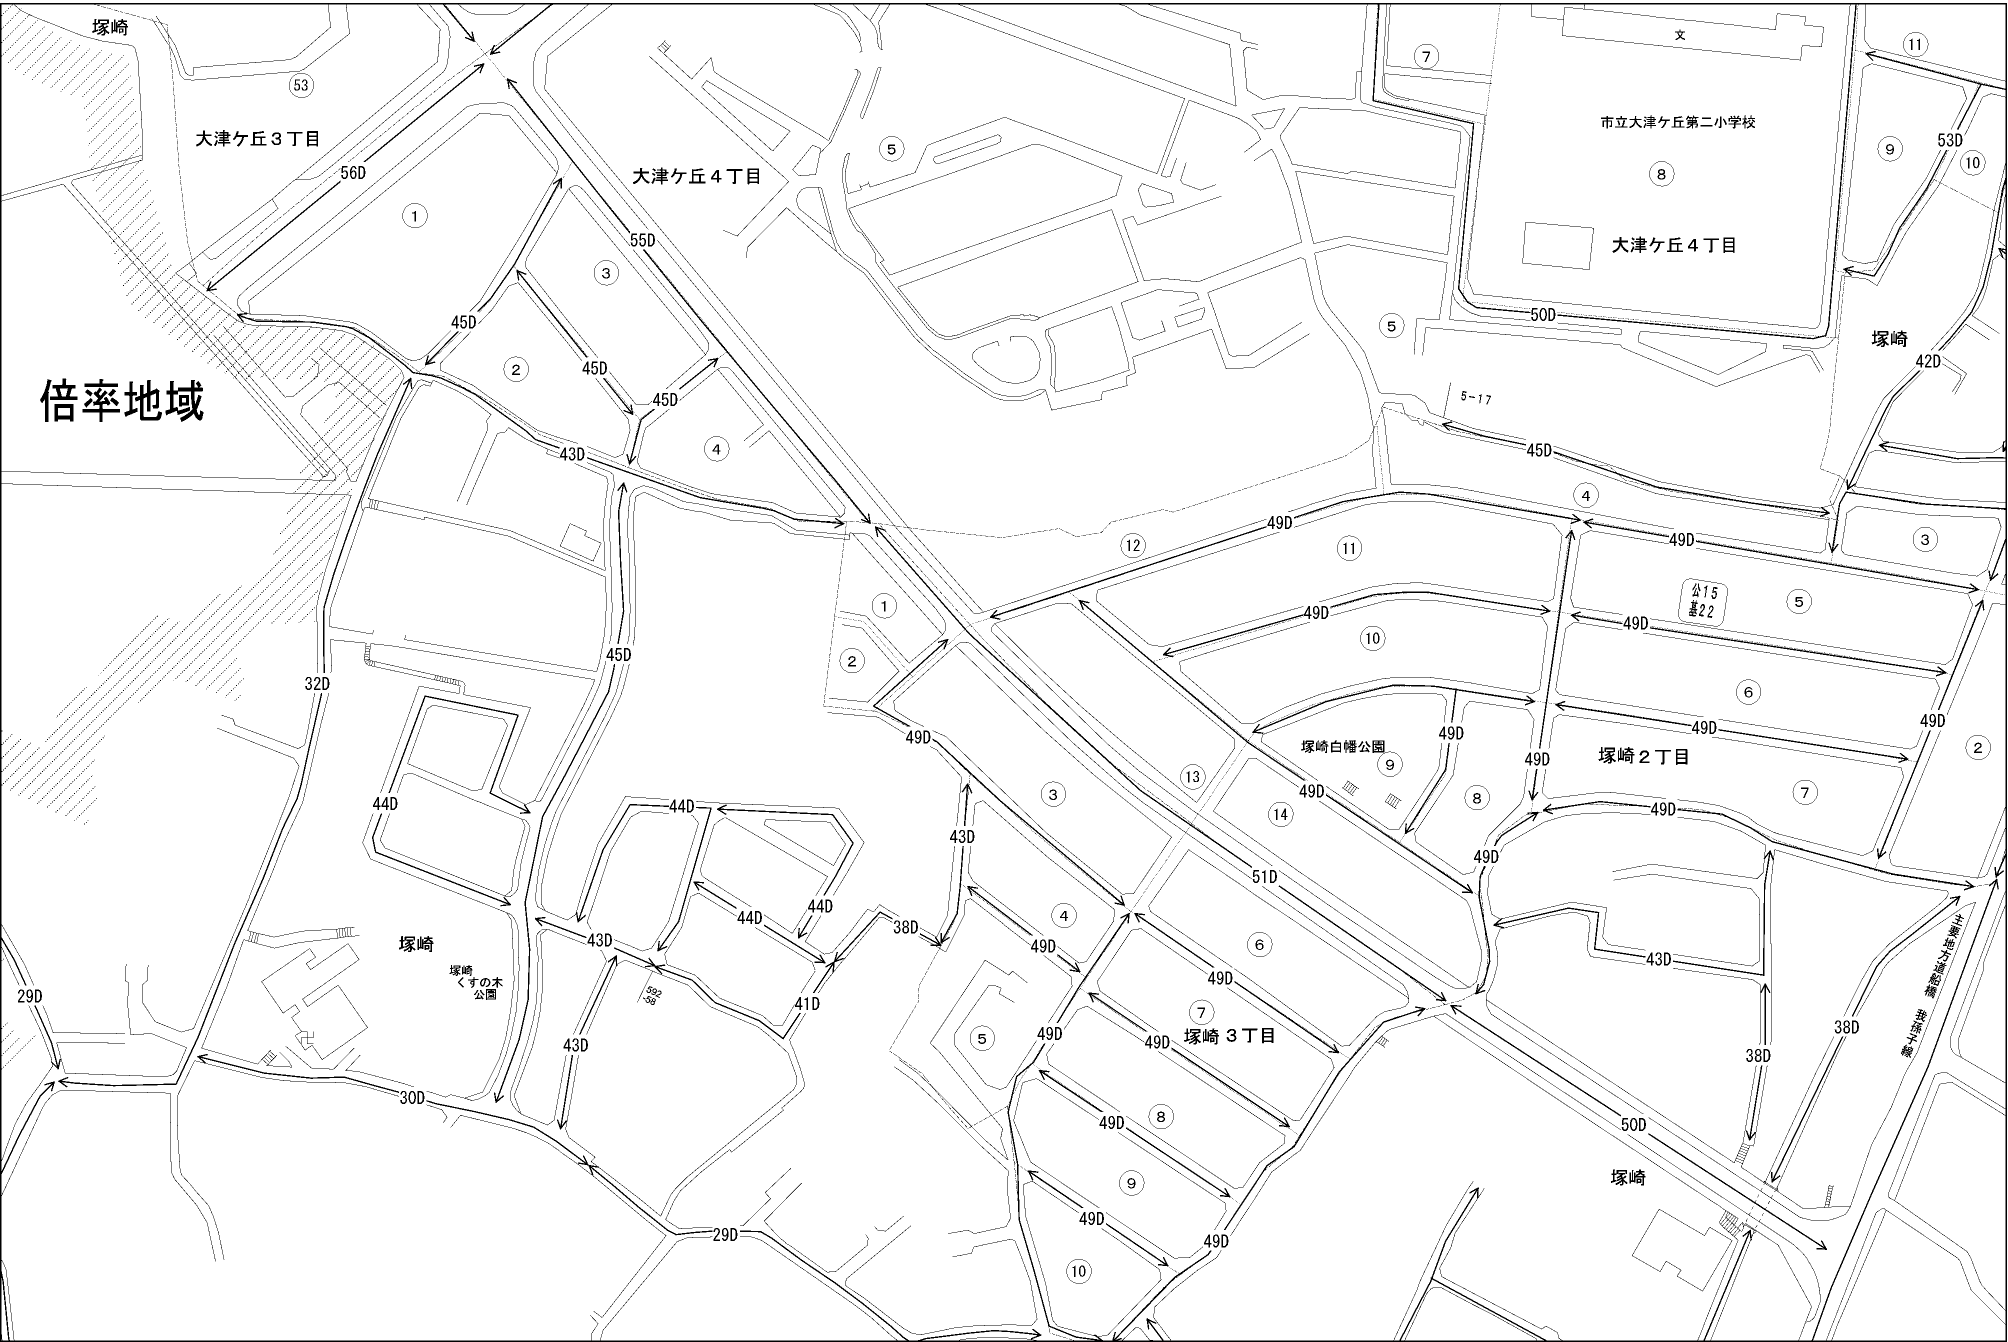 塚崎
文
7
11
53
大津ケ丘３丁目
市立大津ケ丘第二小学校
53D
9
10
5
56D
大津ケ丘４丁目
8
1
55D
大津ケ丘４丁目
3
45D
50D
5
塚崎
42D
2
45D
倍率地域
45D
5-17
4
43D
45D
4
49D
12
11
49D
3
1
公15
基22
5
49D
49D
10
45D
2
32D
6
49D
49D
49D
49D
塚崎白幡公園
9
49D
塚崎２丁目
2
13
49D
8
7
44D
44D
3
14
49D
43D
49D
51D
44D
44D
4
38D
主要地方道船橋 我孫子線
43D
塚崎
49D
6
43D
塚崎
くすの木
公園
49D
29D
592
-58
41D
7
塚崎３丁目
38D
43D
5
49D
49D
38D
30D
8
49D
50D
9
塚崎
49D
29D
49D
10